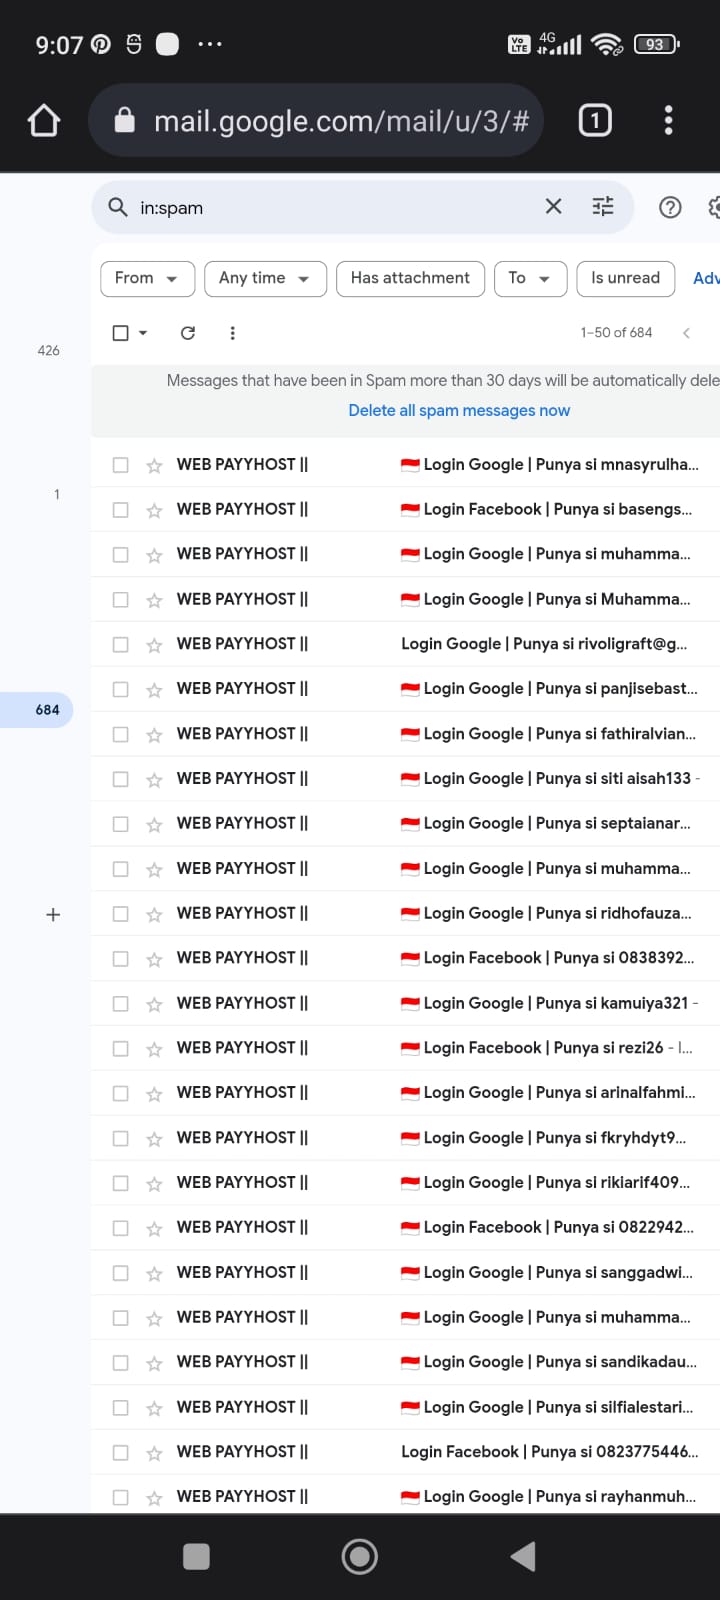 9:07
Vo LTE 4G 93
mail.google.com/mail/u/3/#
1
in:spam
From Any time Has attachment To Is unread Adv
1–50 of 684
426
Messages that have been in Spam more than 30 days will be automatically dele
Delete all spam messages now
WEB PAYYHOST || Login Google | Punya si mnasyrulha...
1
WEB PAYYHOST || Login Facebook | Punya si basengs...
WEB PAYYHOST || Login Google | Punya si muhamma...
WEB PAYYHOST || Login Google | Punya si Muhamma...
WEB PAYYHOST || Login Google | Punya si rivoligraft@g...
WEB PAYYHOST || Login Google | Punya si panjisebast...
684
WEB PAYYHOST || Login Google | Punya si fathiralvian...
WEB PAYYHOST || Login Google | Punya si siti aisah133 -
WEB PAYYHOST || Login Google | Punya si septaianar...
WEB PAYYHOST || Login Google | Punya si muhamma...
WEB PAYYHOST || Login Google | Punya si ridhofauza...
WEB PAYYHOST || Login Facebook | Punya si 0838392...
WEB PAYYHOST || Login Google | Punya si kamuiya321 -
WEB PAYYHOST || Login Facebook | Punya si rezi26 - I...
WEB PAYYHOST || Login Google | Punya si arinalfahmi...
WEB PAYYHOST || Login Google | Punya si fkryhdyt9...
WEB PAYYHOST || Login Google | Punya si rikiarif409...
WEB PAYYHOST || Login Facebook | Punya si 0822942...
WEB PAYYHOST || Login Google | Punya si sanggadwi...
WEB PAYYHOST || Login Google | Punya si muhamma...
WEB PAYYHOST || Login Google | Punya si sandikadau...
WEB PAYYHOST || Login Google | Punya si silfialestari...
WEB PAYYHOST || Login Facebook | Punya si 0823775446...
WEB PAYYHOST || Login Google | Punya si rayhanmuh...